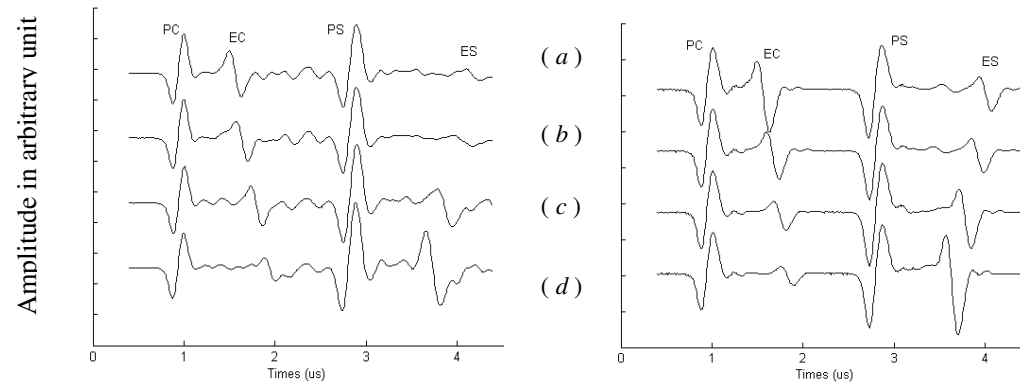 Amplitude in arbitrary unit
PC
EC
PS
ES
0
1
2
3
4
Times (us)
( a )
( b )
( c )
( d )
PC
EC
PS
ES
0
1
2
3
4
Times (us)